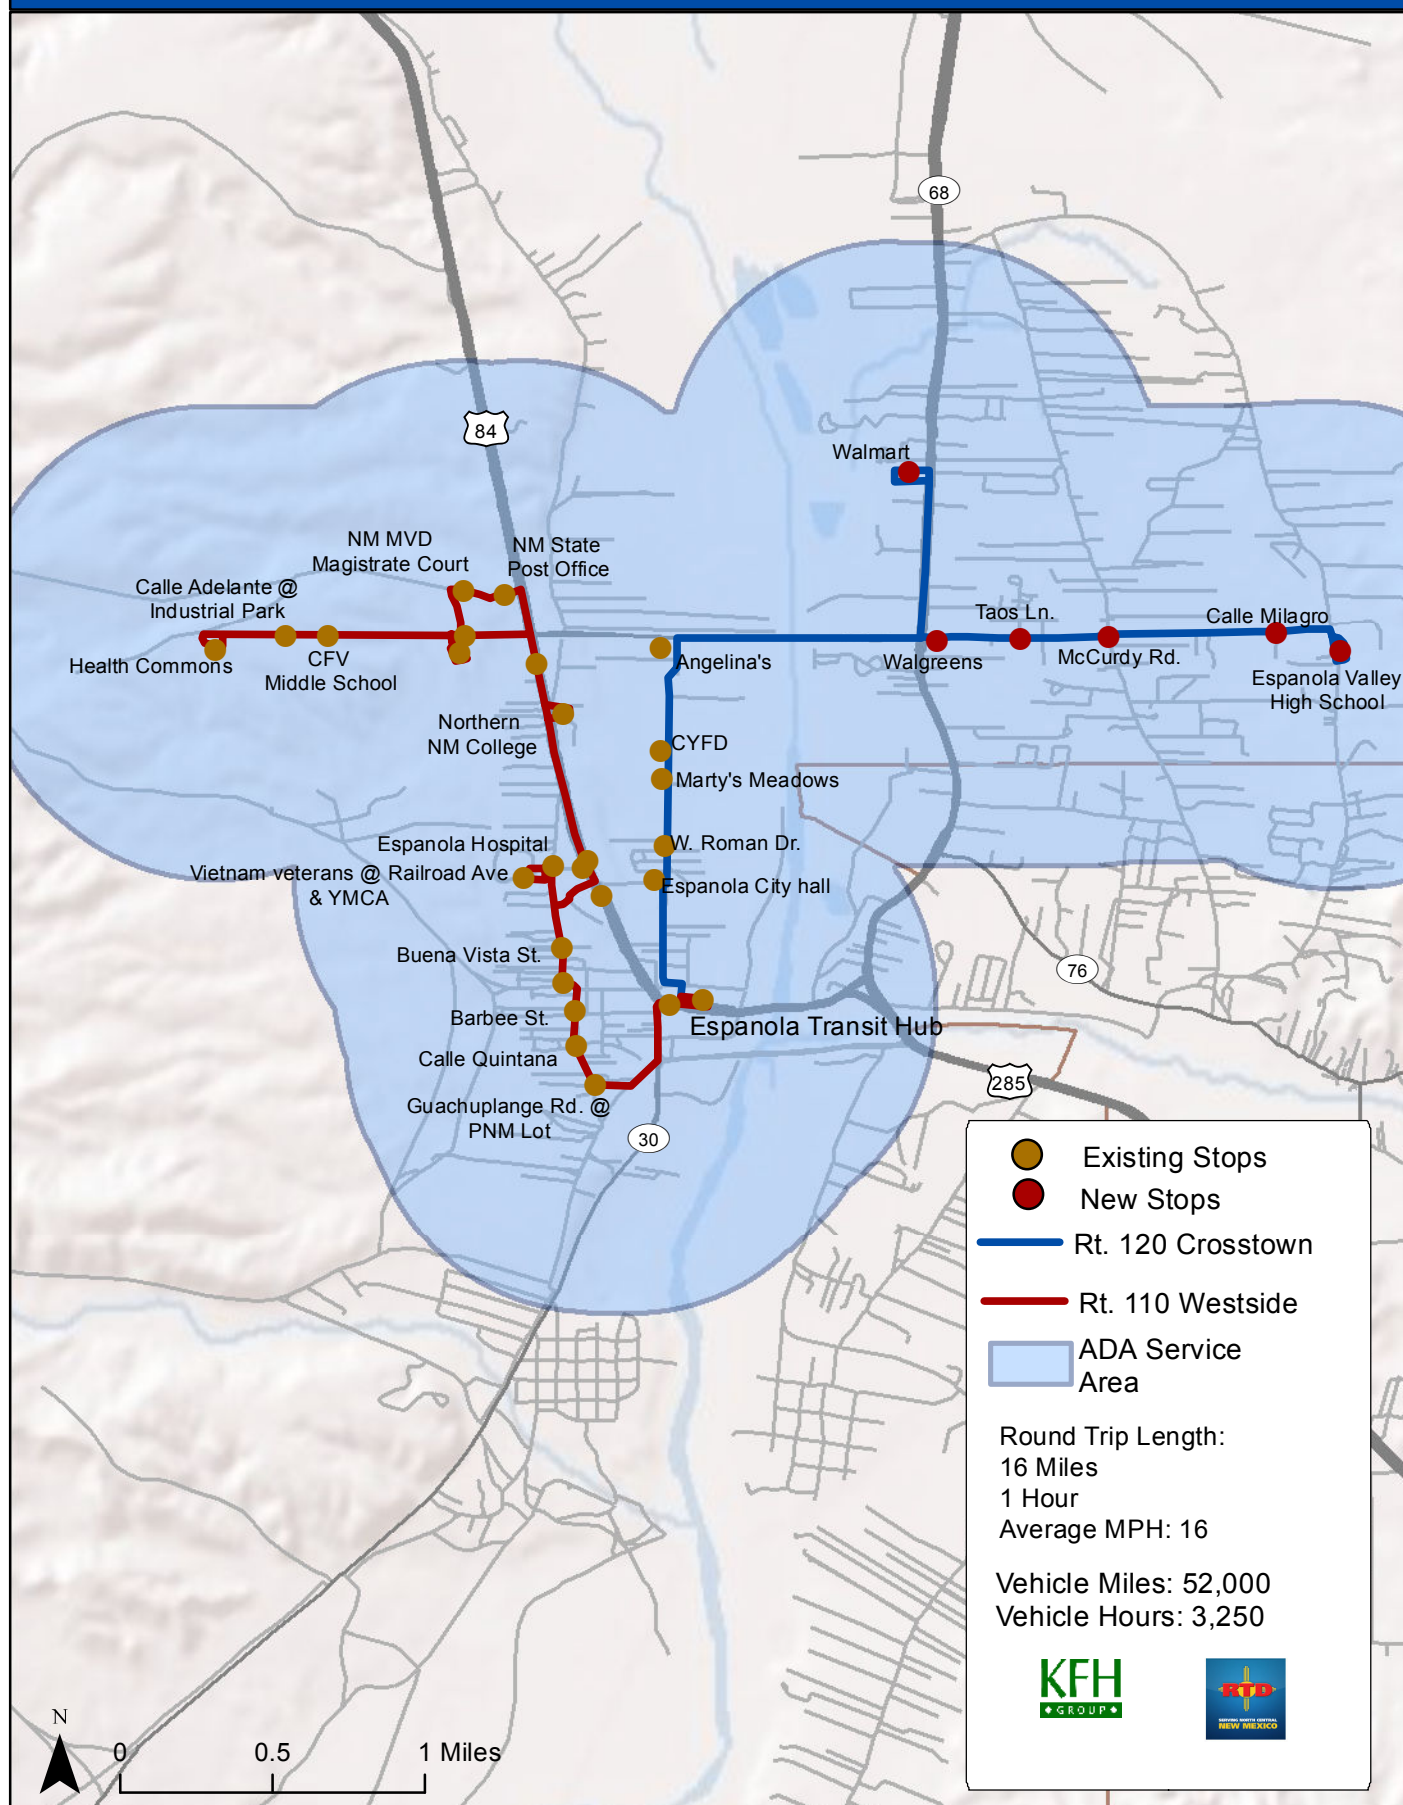 68
84
Walmart
NM MVD
Magistrate Court
NM State
Post Office
Calle Adelante @
Industrial Park
Health Commons
CFV
Middle School
Angelina's
Walgreens
Taos Ln.
McCurdy Rd.
Calle Milagro
Espanola Valley
High School
Northern
NM College
CYFD
Marty's Meadows
W. Roman Dr.
Espanola City hall
Espanola Hospital
Vietnam veterans @ Railroad Ave
& YMCA
Buena Vista St.
Barbee St.
Calle Quintana
Guachuplange Rd. @
PNM Lot
Espanola Transit Hub
76
285
30
Existing Stops
New Stops
Rt. 120 Crosstown
Rt. 110 Westside
ADA Service
Area
Round Trip Length:
16 Miles
1 Hour
Average MPH: 16
Vehicle Miles: 52,000
Vehicle Hours: 3,250
KFH
GROUP
RTD
SERVING NORTH CENTRAL
NEW MEXICO
N
0 0.5 1 Miles